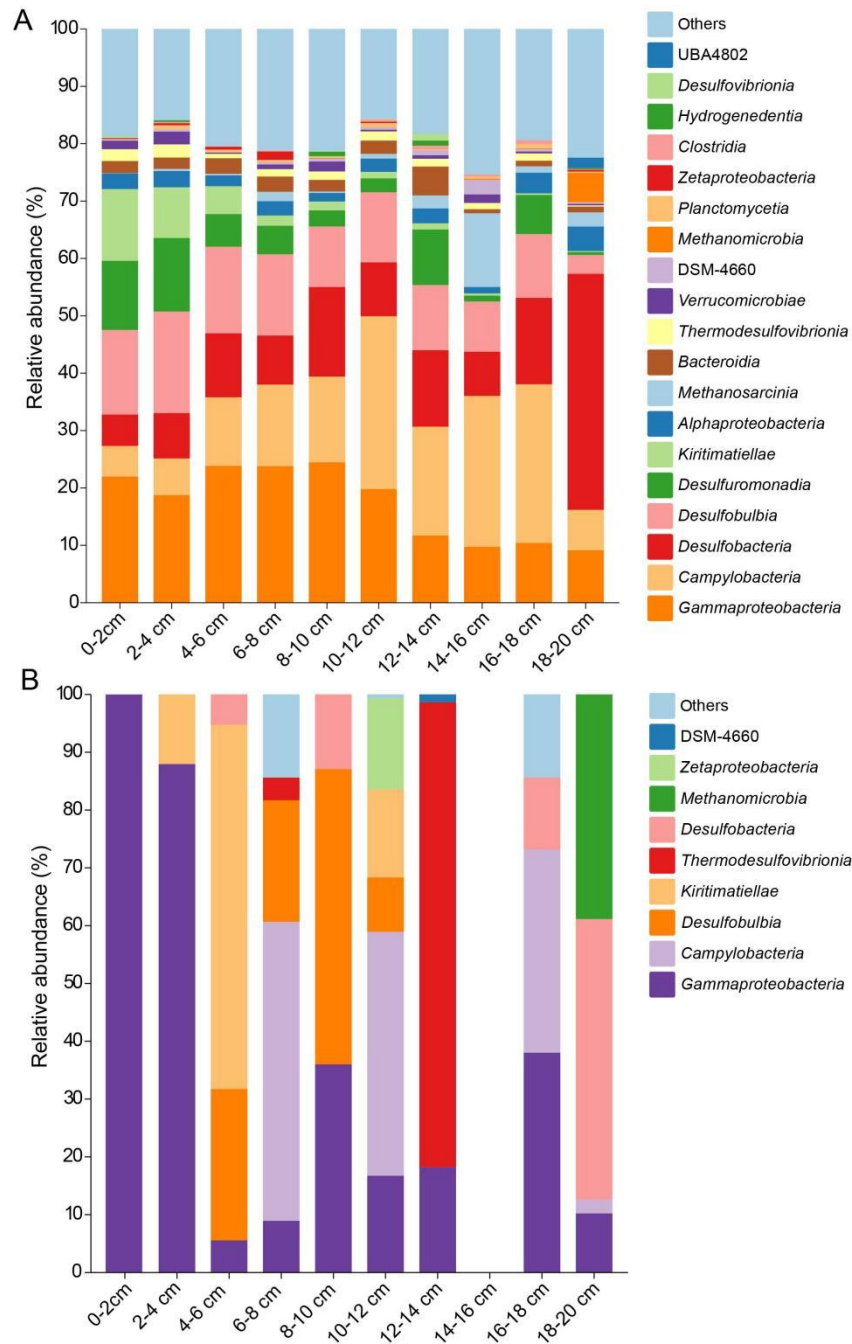 A
Relative abundance (%)
100
90
80
70
60
50
40
30
20
10
0
0-2cm
2-4 cm
4-6 cm
6-8 cm
8-10 cm
10-12 cm
12-14 cm
14-16 cm
16-18 cm
18-20 cm
Others
UBA4802
Desulfovibrionia
Hydrogenedentia
Clostridia
Zetaproteobacteria
Planctomycetia
Methanomicrobia
DSM-4660
Verrucomicrobiae
Thermodesulfovibrionia
Bacteroidia
Methanosarcinia
Alphaproteobacteria
Kiritimatiellae
Desulfuromonadia
Desulfobulbia
Desulfobacteria
Campylobacteria
Gammaproteobacteria
B
Relative abundance (%)
100
90
80
70
60
50
40
30
20
10
0
0-2cm
2-4 cm
4-6 cm
6-8 cm
8-10 cm
10-12 cm
12-14 cm
14-16 cm
16-18 cm
18-20 cm
Others
DSM-4660
Zetaproteobacteria
Methanomicrobia
Desulfobacteria
Thermodesulfovibrionia
Kiritimatiellae
Desulfobulbia
Campylobacteria
Gammaproteobacteria